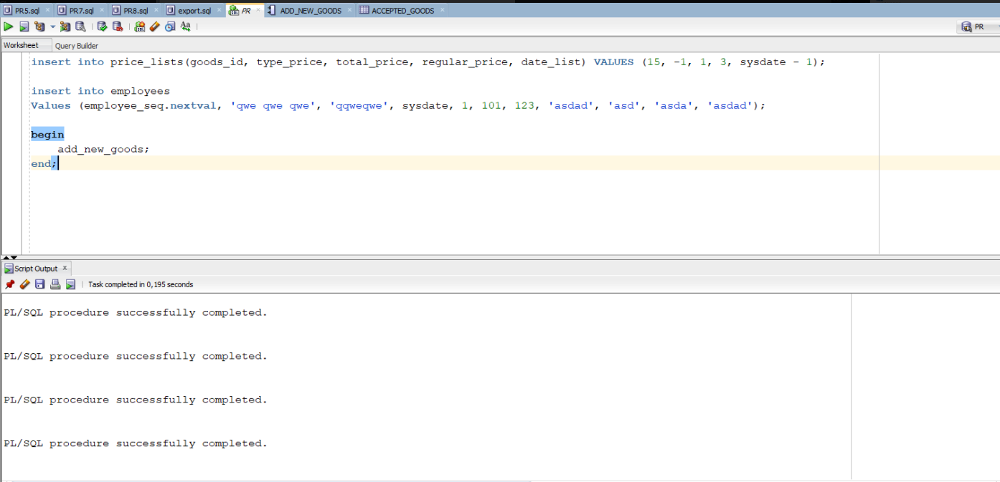 PR5.sql × PR7.sql × PR8.sql × export.sql × PR × ADD_NEW_GOODS × ACCEPTED_GOODS ×
PR
Worksheet Query Builder
insert into price_lists(goods_id, type_price, total_price, regular_price, date_list) VALUES (15, -1, 1, 3, sysdate - 1);
insert into employees
Values (employee_seq.nextval, 'qwe qwe qwe', 'qqweqwe', sysdate, 1, 101, 123, 'asdad', 'asd', 'asda', 'asdad');
begin
add_new_goods;
end;
Script Output x
Task completed in 0,195 seconds
PL/SQL procedure successfully completed.
PL/SQL procedure successfully completed.
PL/SQL procedure successfully completed.
PL/SQL procedure successfully completed.